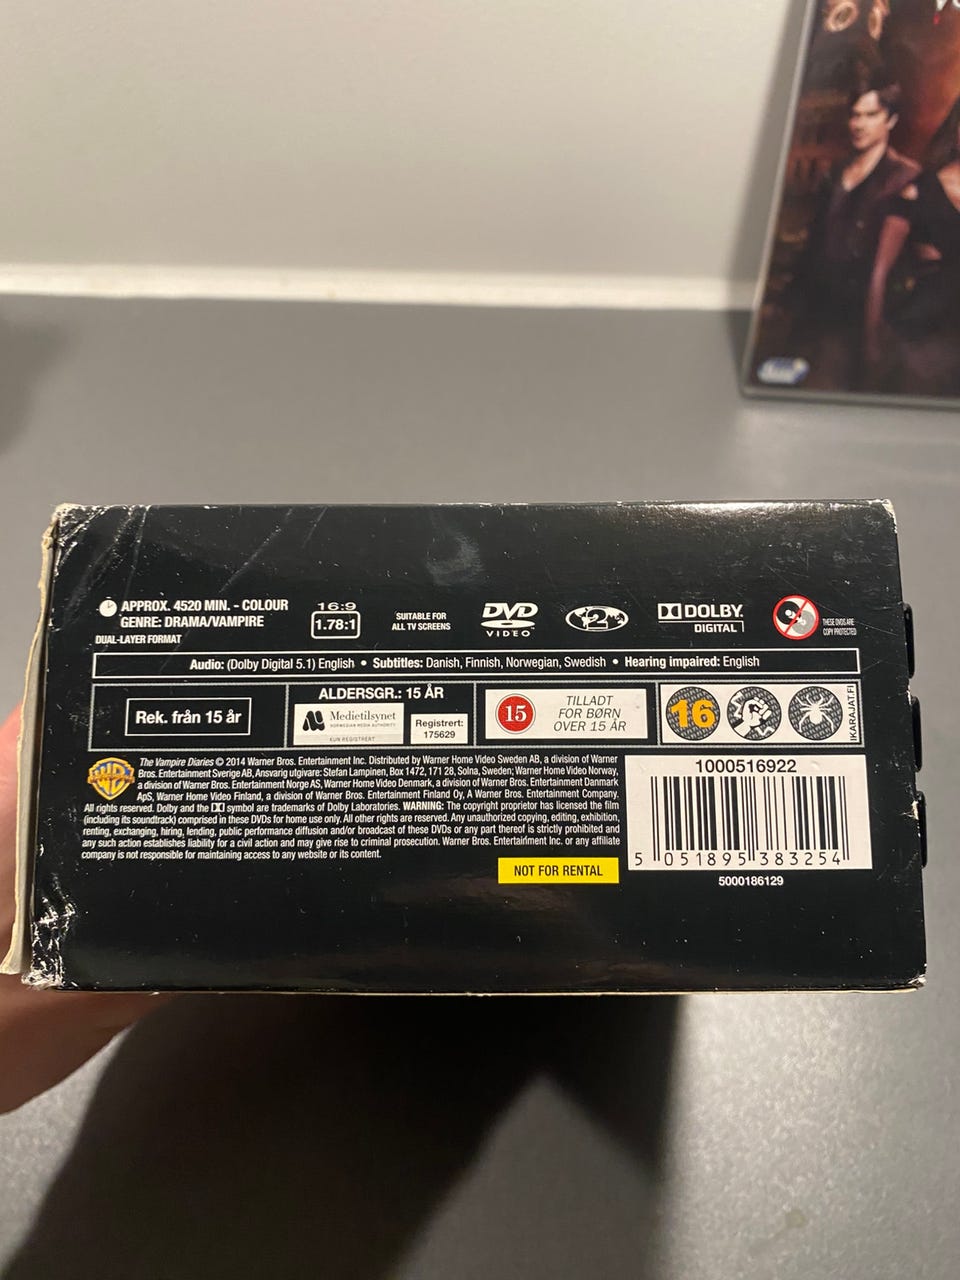 APPROX. 4520 MIN. - COLOUR
GENRE: DRAMA/VAMPIRE
DUAL-LAYER FORMAT
16:9
1.78:1
SUITABLE FOR
ALL TV SCREENS
DVD
VIDEO
2
DOLBY
DIGITAL
THESE DVDS ARE
COPY PROTECTED
Audio: (Dolby Digital 5.1) English • Subtitles: Danish, Finnish, Norwegian, Swedish • Hearing impaired: English
Rek. från 15 år
ALDERSGR.: 15 ÅR
Medietilsynet
NORWEGIAN MEDIA AUTHORITY
KUN REGISTRERT
Registrert:
175629
15
TILLADT
FOR BØRN
OVER 15 ÅR
16
IKARAJAT.FI
The Vampire Diaries © 2014 Warner Bros. Entertainment Inc. Distributed by Warner Home Video Sweden AB, a division of Warner
Bros. Entertainment Sverige AB, Ansvarig utgivare: Stefan Lampinen, Box 1472, 171 28, Solna, Sweden; Warner Home Video Norway,
a division of Warner Bros. Entertainment Norge AS, Warner Home Video Denmark, a division of Warner Bros. Entertainment Danmark
ApS, Warner Home Video Finland, a division of Warner Bros. Entertainment Finland Oy, A Warner Bros. Entertainment Company.
All rights reserved. Dolby and the DD symbol are trademarks of Dolby Laboratories. WARNING: The copyright proprietor has licensed the film
(including its soundtrack) comprised in these DVDs for home use only. All other rights are reserved. Any unauthorized copying, editing, exhibition,
renting, exchanging, hiring, lending, public performance diffusion and/or broadcast of these DVDs or any part thereof is strictly prohibited and
any such action establishes liability for a civil action and may give rise to criminal prosecution. Warner Bros. Entertainment Inc. or any affiliate
company is not responsible for maintaining access to any website or its content.
NOT FOR RENTAL
1000516922
5 051895 383254
5000186129